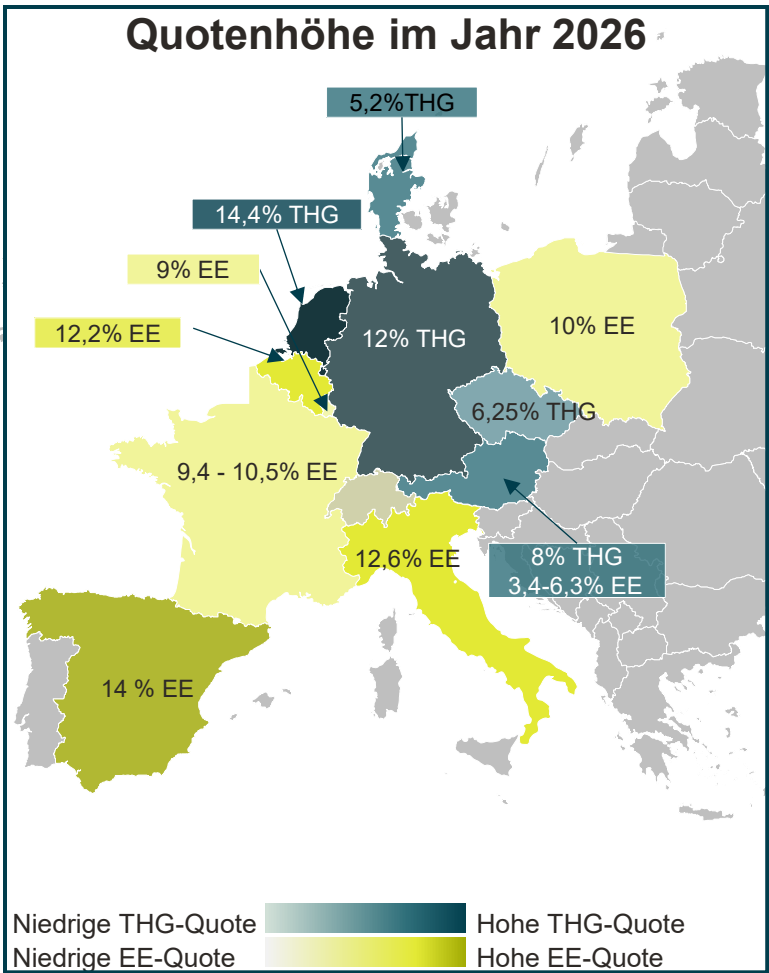 Quotenhöhe im Jahr 2026
5,2%THG
14,4% THG
9% EE
12,2% EE
12% THG
10% EE
6,25% THG
9,4 - 10,5% EE
12,6% EE
8% THG
3,4-6,3% EE
14 % EE
Niedrige THG-Quote
Hohe THG-Quote
Niedrige EE-Quote
Hohe EE-Quote